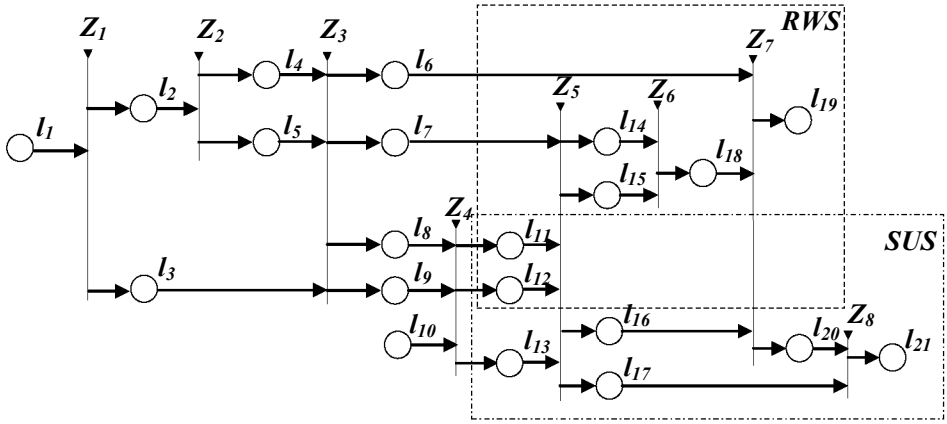 RWS
Z1 Z2 Z3 Z7
l4 l6
l2 Z5 Z6 l19
l1 l5 l7 l14
l15 l18
Z4
l8 l11 SUS
l3 l9 l12
l10 l16 Z8
l13 l20 l21
l17